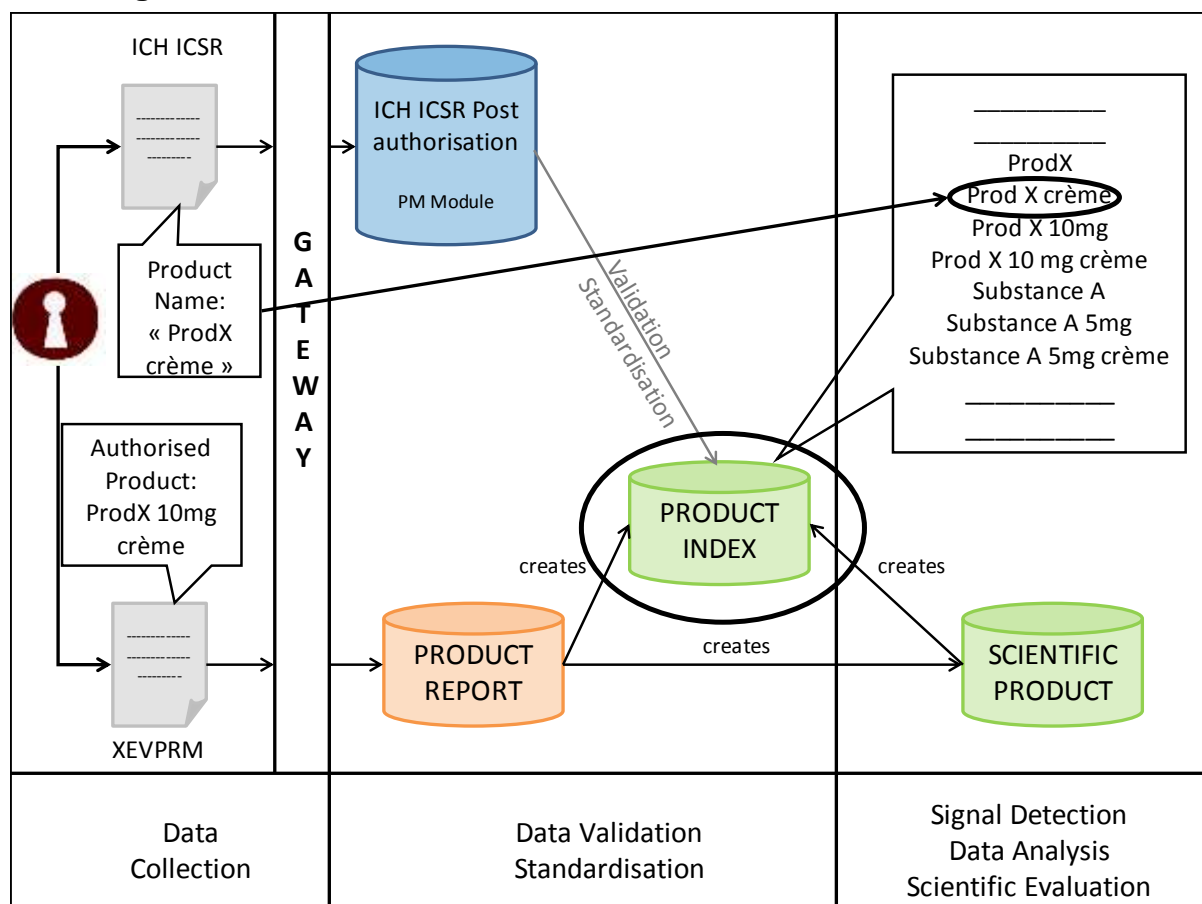 ICH ICSR
Product
Name:
« ProdX
crème »
Authorised
Product:
ProdX 10mg
crème
XEVPRM
GATEWAY
ICH ICSR Post
authorisation
PM Module
Validation
Standardisation
ProdX
Prod X crème
Prod X 10mg
Prod X 10 mg crème
Substance A
Substance A 5mg
Substance A 5mg crème
PRODUCT
INDEX
creates
creates
creates
PRODUCT
REPORT
SCIENTIFIC
PRODUCT
Data
Collection
Data Validation
Standardisation
Signal Detection
Data Analysis
Scientific Evaluation